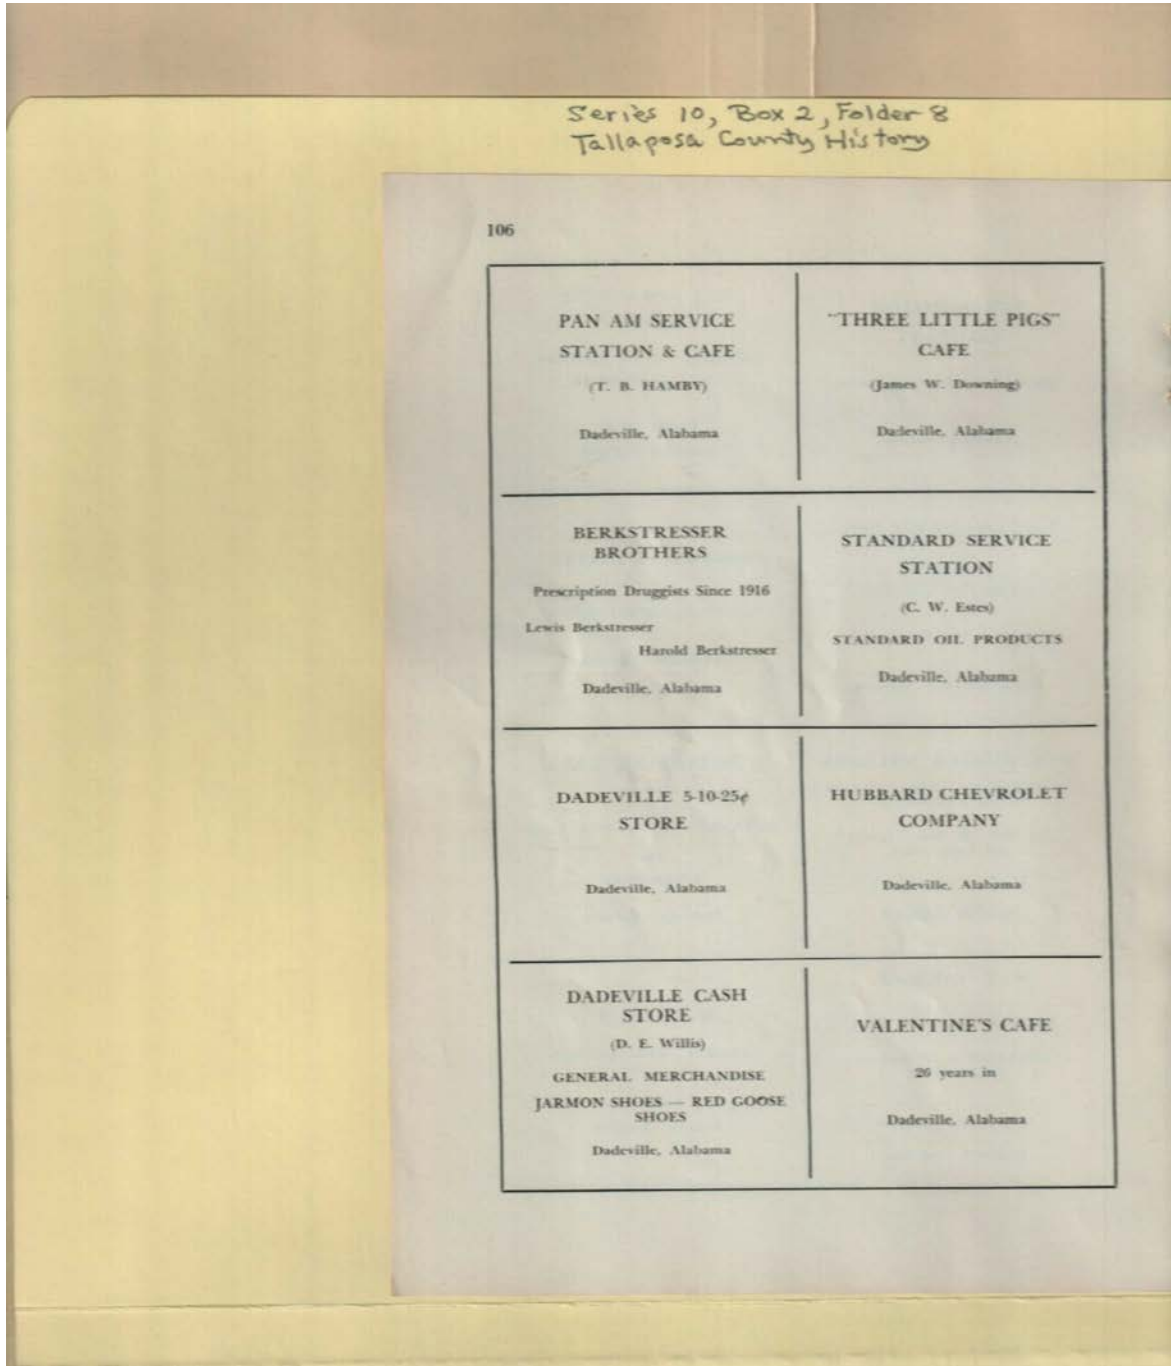 Series 10, Box 2, Folder 8
Tallaposa County History
106
PAN AM SERVICE
STATION & CAFE
(T. B. HAMBY)
Dadeville, Alabama
"THREE LITTLE PIGS"
CAFE
(James W. Downing)
Dadeville, Alabama
BERKSTRESSER
BROTHERS
Prescription Druggists Since 1916
Lewis Berkstresser
Harold Berkstresser
Dadeville, Alabama
STANDARD SERVICE
STATION
(C. W. Estes)
STANDARD OIL PRODUCTS
Dadeville, Alabama
DADEVILLE 5-10-25¢
STORE
Dadeville, Alabama
HUBBARD CHEVROLET
COMPANY
Dadeville, Alabama
DADEVILLE CASH
STORE
(D. E. Willis)
GENERAL MERCHANDISE
JARMON SHOES — RED GOOSE
SHOES
Dadeville, Alabama
VALENTINE'S CAFE
26 years in
Dadeville, Alabama